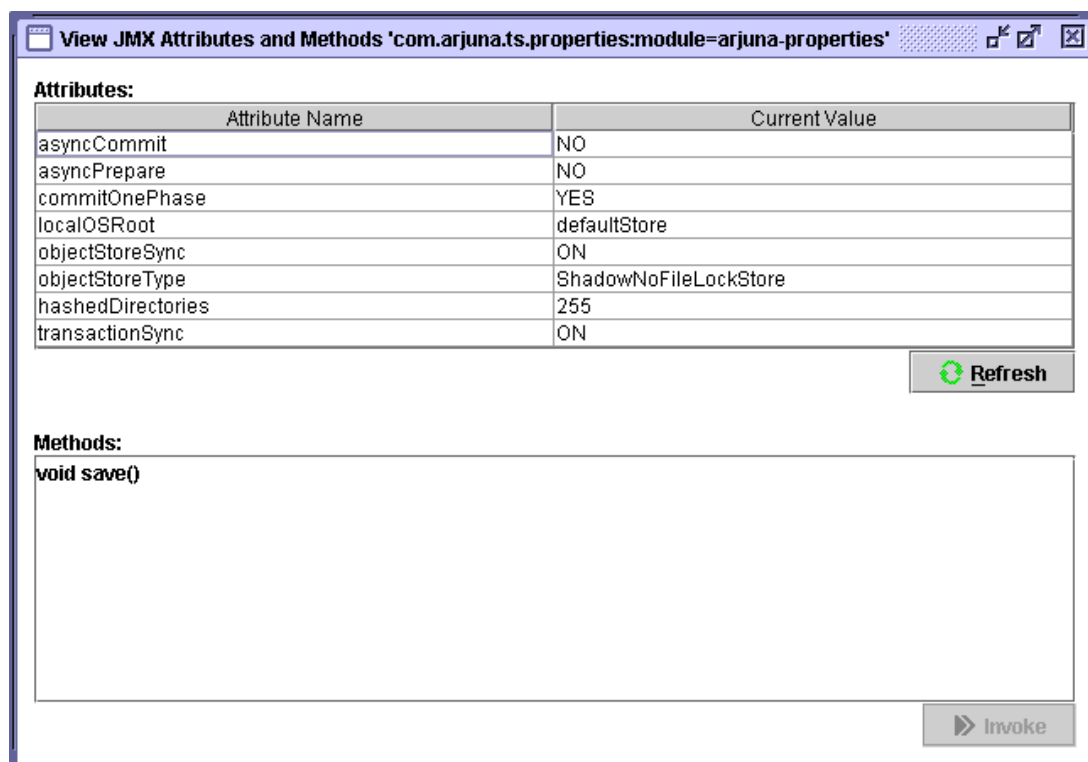 View JMX Attributes and Methods 'com.arjuna.ts.properties:module=arjuna-properties'
Attributes:
Attribute Name Current Value
asyncCommit NO
asyncPrepare NO
commitOnePhase YES
localOSRoot defaultStore
objectStoreSync ON
objectStoreType ShadowNoFileLockStore
hashedDirectories 255
transactionSync ON
Refresh
Methods:
void save()
Invoke